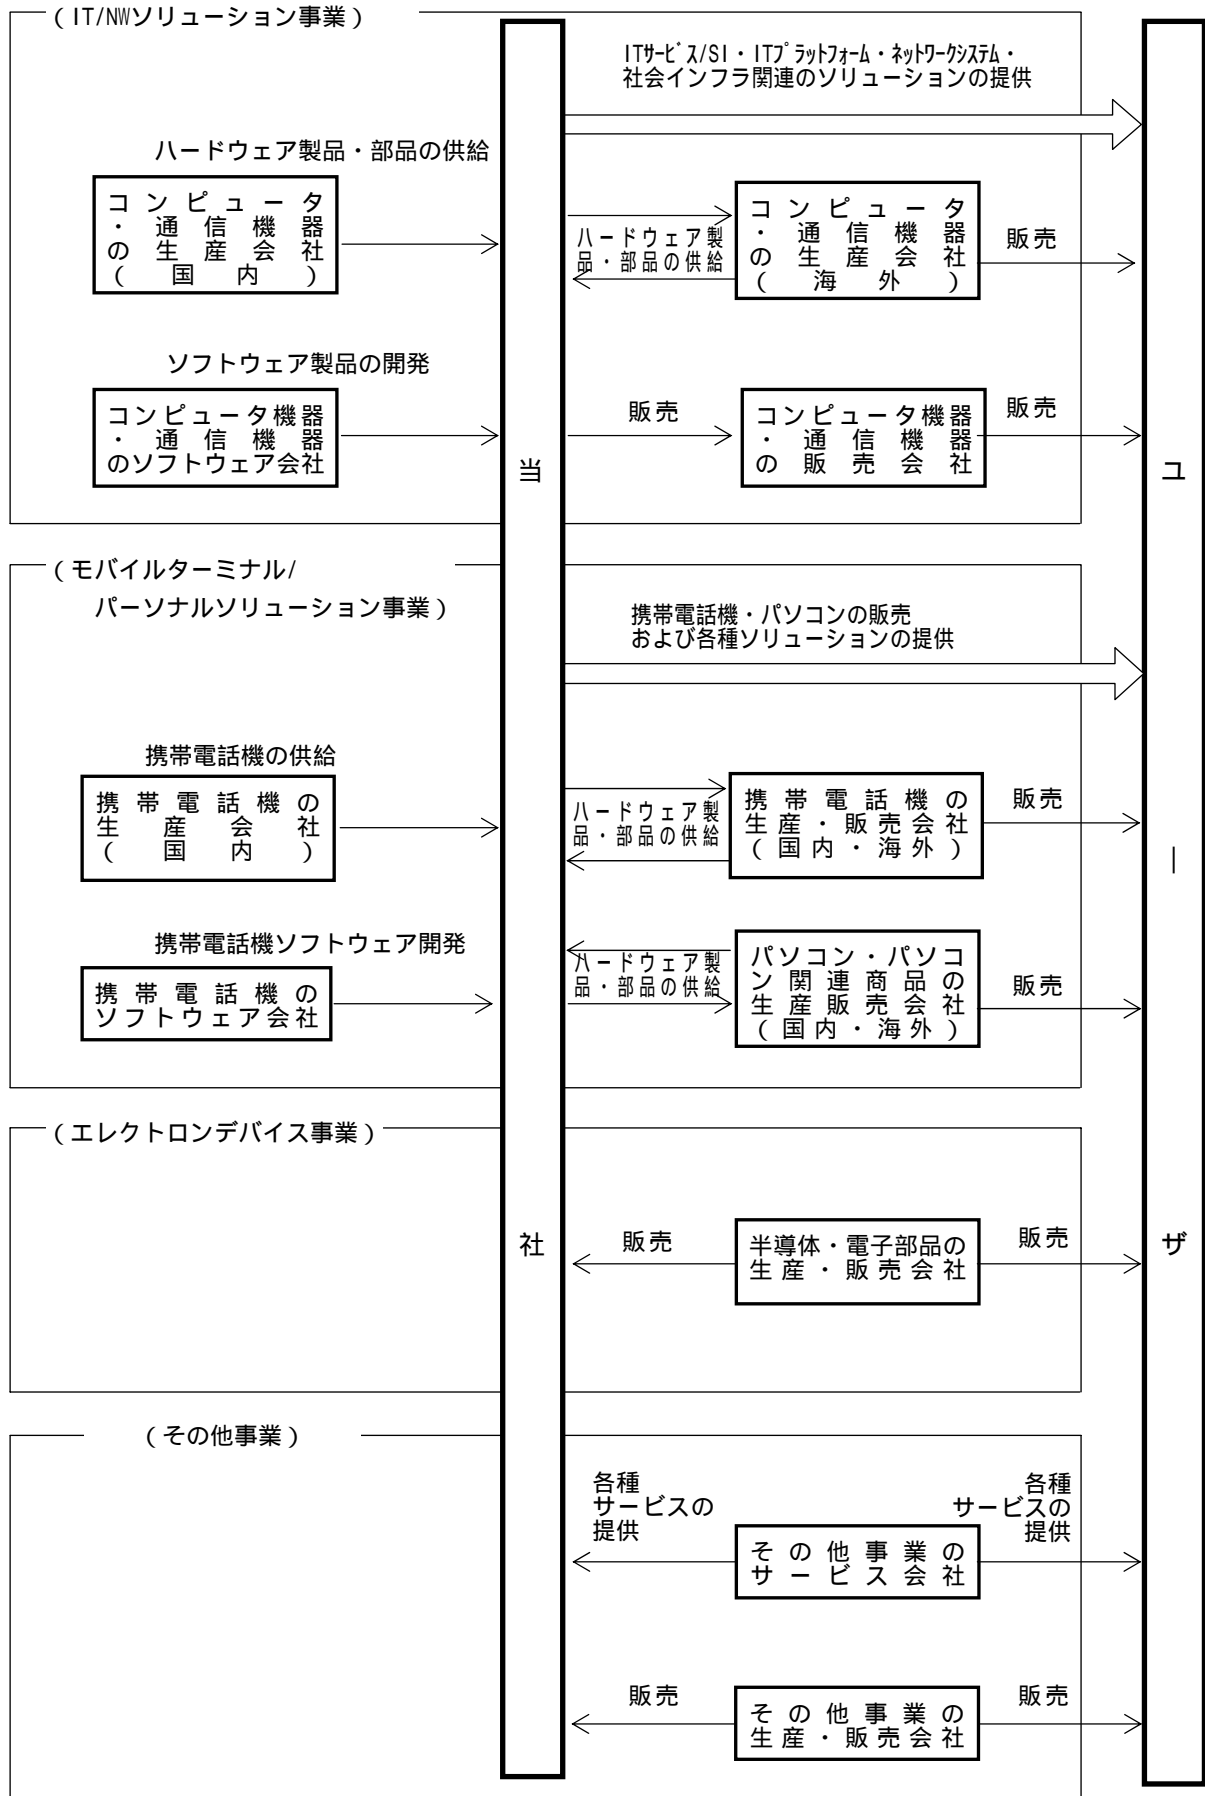 (IT/NWソリューション事業)
ITサービス/SI・ITプラットフォーム・ネットワークシステム・
社会インフラ関連のソリューションの提供
ハードウェア製品・部品の供給
コンピュータ
・通信機器
の生産会社
(国内)
ハードウェア製
品・部品の供給
コンピュータ
・通信機器
の生産会社
(海外)
販売
ソフトウェア製品の開発
コンピュータ機器
・通信機器
のソフトウェア会社
販売
コンピュータ機器
・通信機器
の販売会社
販売
当
社
ユ
ー
ザ
(モバイルターミナル/
パーソナルソリューション事業)
携帯電話機・パソコンの販売
および各種ソリューションの提供
携帯電話機の供給
携帯電話機の
生産会社
(国内)
ハードウェア製
品・部品の供給
携帯電話機の
生産・販売会社
(国内・海外)
販売
携帯電話機ソフトウェア開発
携帯電話機の
ソフトウェア会社
ハードウェア製
品・部品の供給
パソコン・パソコ
ン関連商品の
生産販売会社
(国内・海外)
販売
(エレクトロンデバイス事業)
販売
半導体・電子部品の
生産・販売会社
販売
(その他事業)
各種
サービスの
提供
その他事業の
サービス会社
各種
サービスの
提供
販売
その他事業の
生産・販売会社
販売